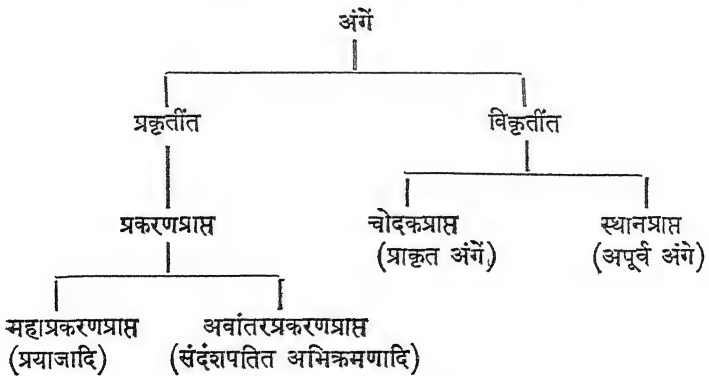 अंगें
प्रकृतींत विकृतींत
प्रकरणप्राप्त चोदकप्राप्त स्थानप्राप्त
(प्राकृत अंगें) (अपूर्व अंगे)
महाप्रकरणप्राप्त अवांतरप्रकरणप्राप्त
(प्रयाजादि) (संदंशपतित अभिक्रमणादि)